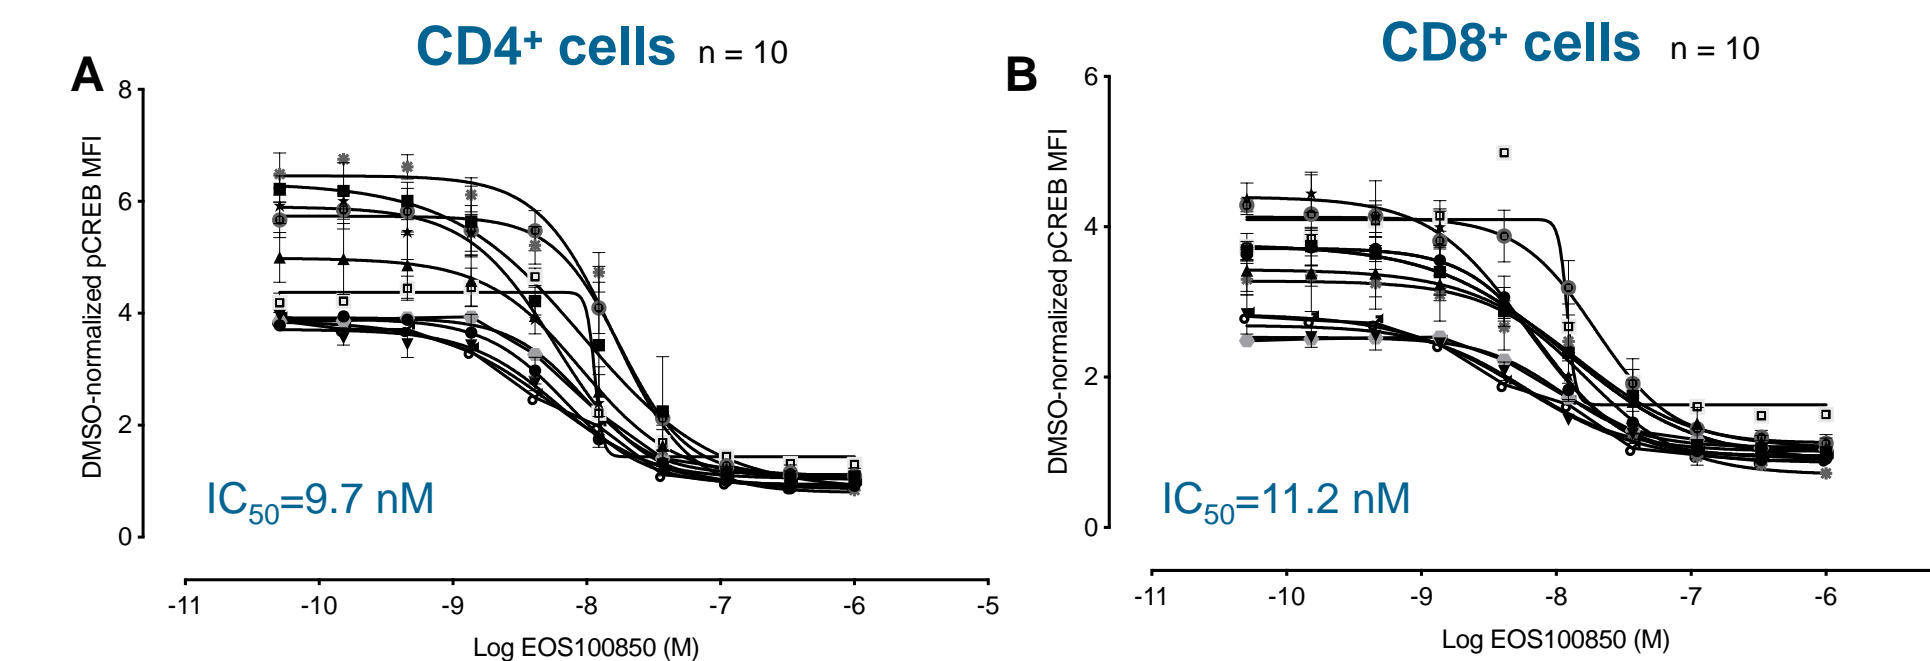 A
CD4⁺ cells n = 10
DMSO-normalized pCREB MFI
8
6
4
2
0
IC₅₀=9.7 nM
-11 -10 -9 -8 -7 -6 -5
Log EOS100850 (M)
B
CD8⁺ cells n = 10
DMSO-normalized pCREB MFI
6
4
2
0
IC₅₀=11.2 nM
-11 -10 -9 -8 -7 -6
Log EOS100850 (M)